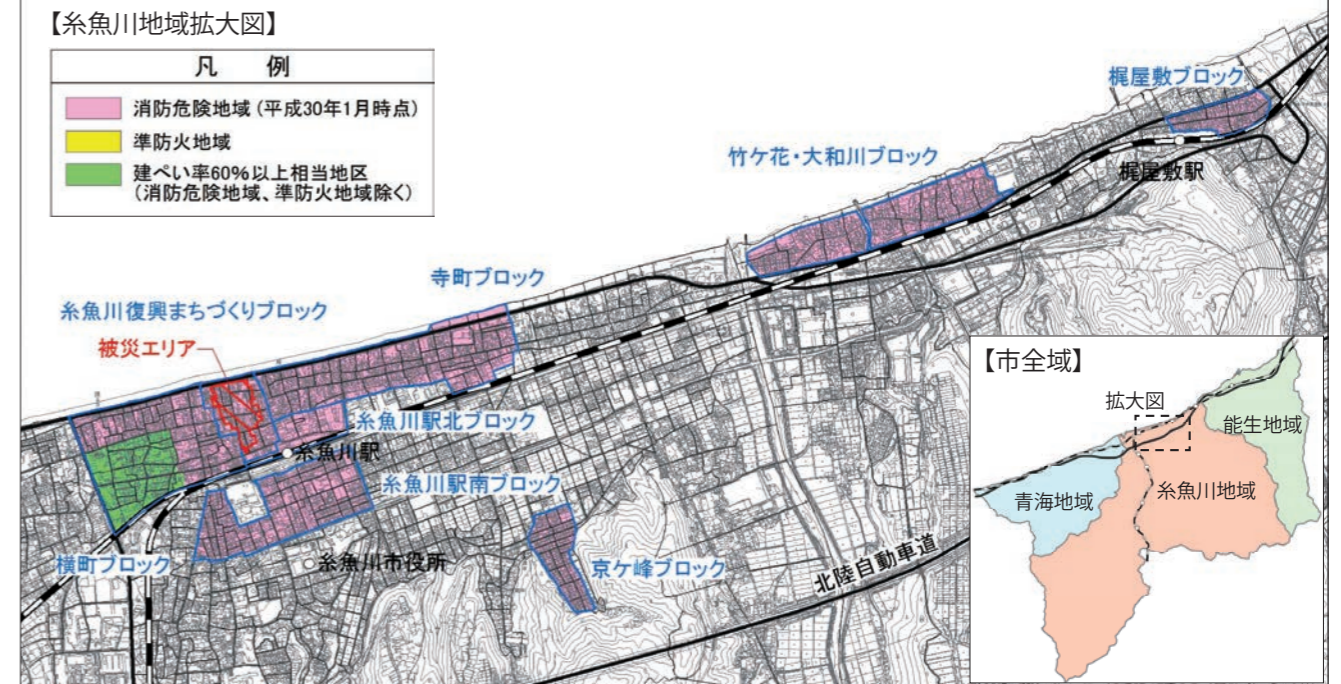 【糸魚川地域拡大図】
凡 例
消防危険地域（平成30年1月時点）
準防火地域
建ぺい率60%以上相当地区
（消防危険地域、準防火地域除く）
梶屋敷ブロック
梶屋敷駅
竹ケ花・大和川ブロック
寺町ブロック
糸魚川復興まちづくりブロック
被災エリア
糸魚川駅北ブロック
糸魚川駅
糸魚川駅南ブロック
横町ブロック
糸魚川市役所
京ケ峰ブロック
北陸自動車道
【市全域】
拡大図
能生地域
青海地域
糸魚川地域